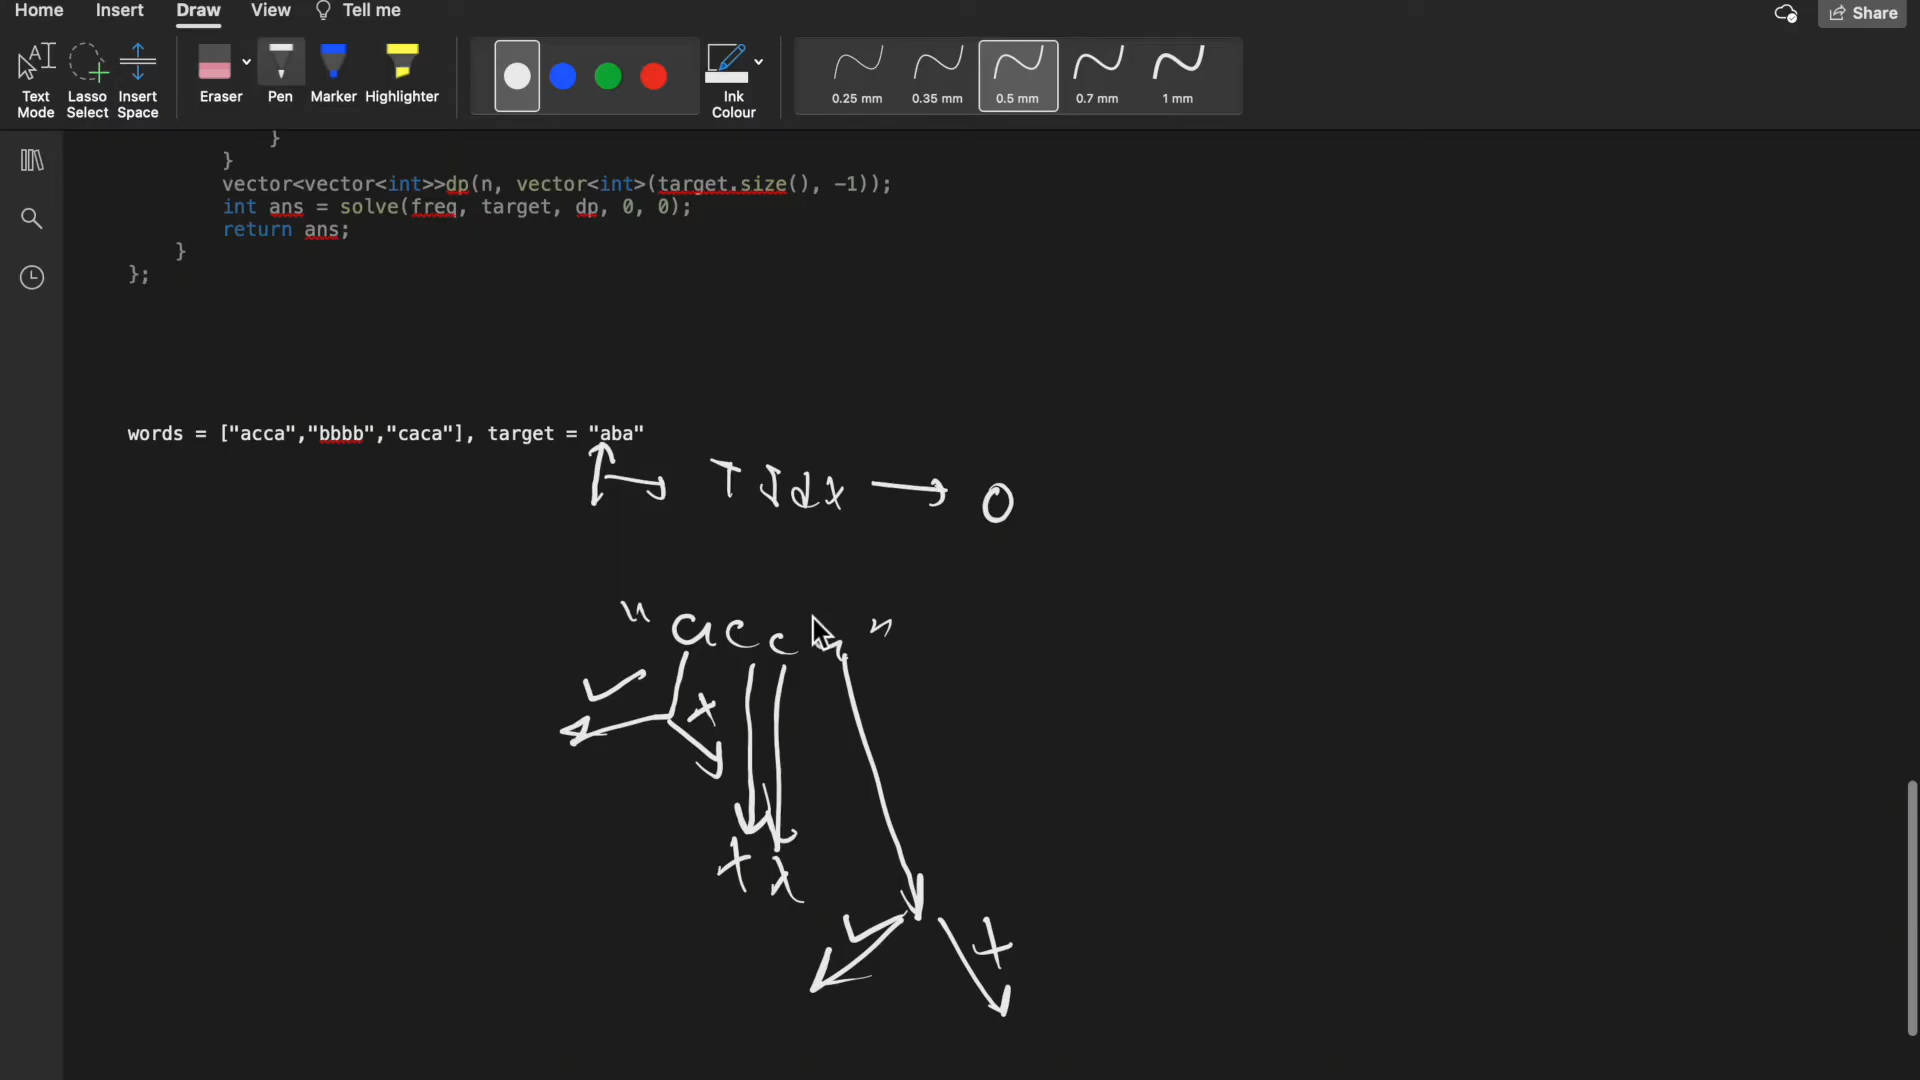 Home Insert Draw View Tell me Share
Text Mode Lasso Select Insert Space Eraser Pen Marker Highlighter Ink Colour 0.25 mm 0.35 mm 0.5 mm 0.7 mm 1 mm
}
}
vector<vector<int>>dp(n, vector<int>(target.size(), -1));
int ans = solve(freq, target, dp, 0, 0);
return ans;
}
};
words = ["acca","bbbb","caca"], target = "aba"
T Idx → 0
"acca"
✓ x
x x
✓ x